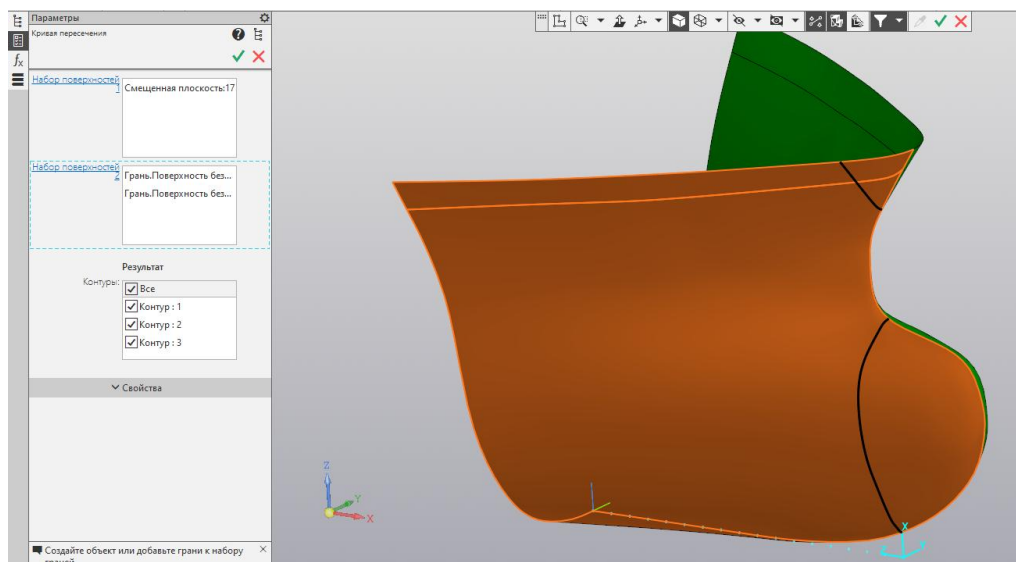 Параметры
Кривая пересечения
Набор поверхностей
1
Смещенная плоскость:17
Набор поверхностей
2
Грань.Поверхность без...
Грань.Поверхность без...
Результат
Контуры:
Все
Контур : 1
Контур : 2
Контур : 3
Свойства
Создайте объект или добавьте грани к набору
Z
Y
X
X
Z
Y